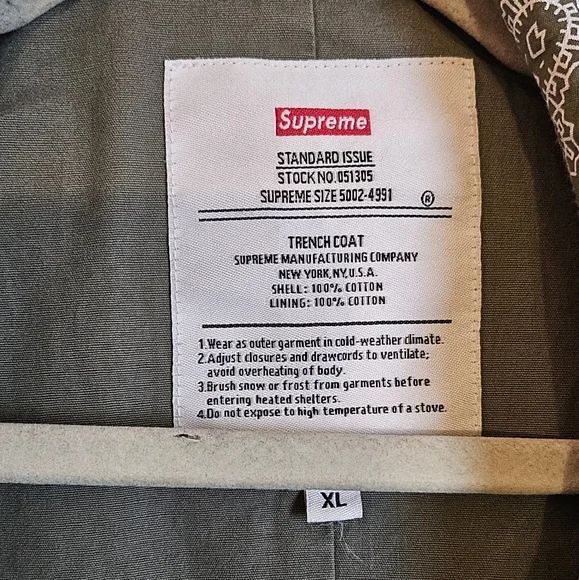 Supreme
STANDARD ISSUE
STOCK NO. 051305
SUPREME SIZE 5002-4991 ®
TRENCH COAT
SUPREME MANUFACTURING COMPANY
NEW YORK, NY, U.S.A.
SHELL: 100% COTTON
LINING: 100% COTTON
1. Wear as outer garment in cold-weather climate.
2. Adjust closures and drawcords to ventilate;
avoid overheating of body.
3. Brush snow or frost from garments before
entering heated shelters.
4. Do not expose to high temperature of a stove.
XL